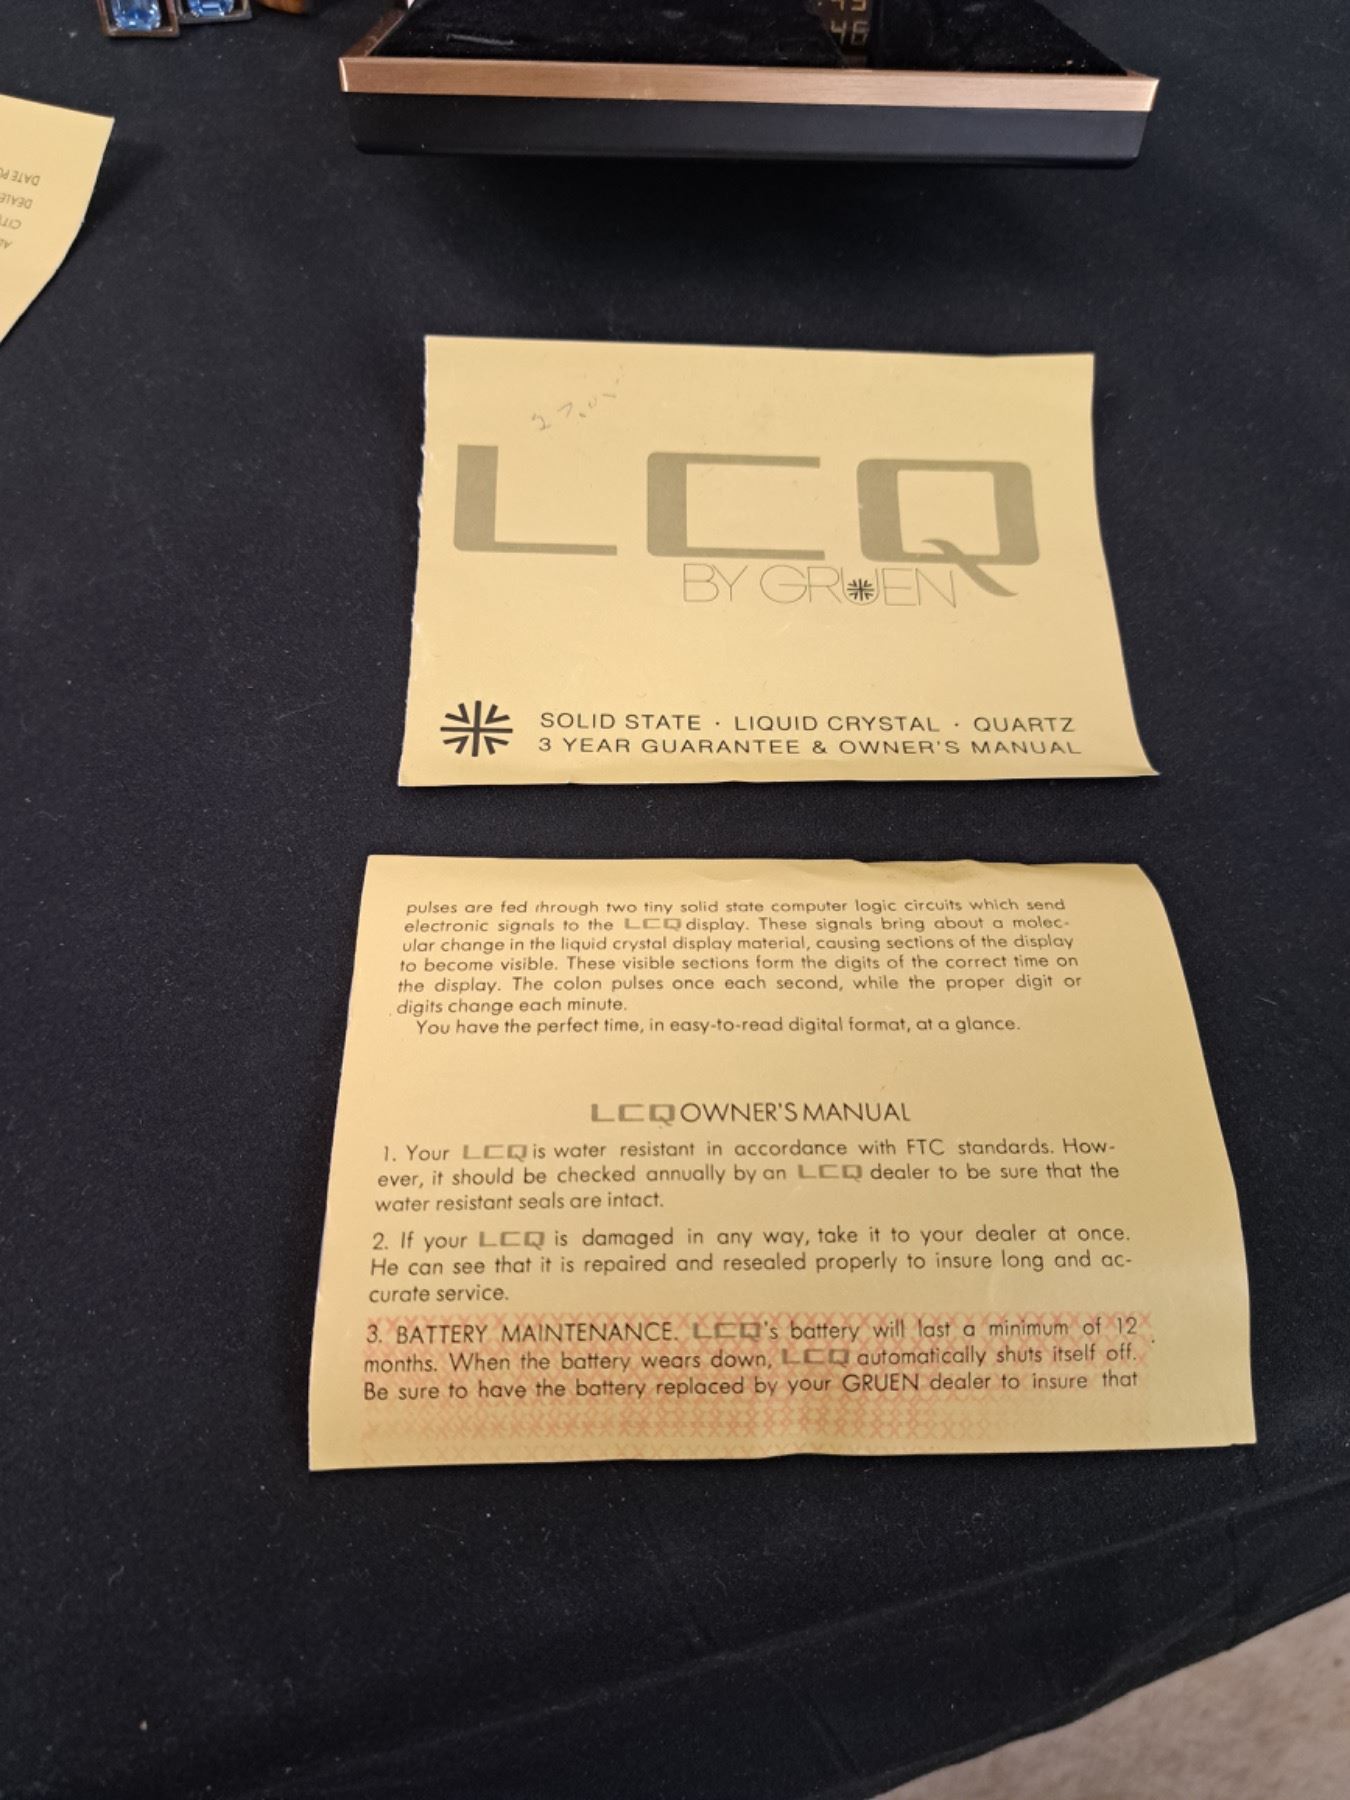 46
DATE
DEALE
CITY
LCQ
BY GRUEN
SOLID STATE · LIQUID CRYSTAL · QUARTZ
3 YEAR GUARANTEE & OWNER'S MANUAL
pulses are fed through two tiny solid state computer logic circuits which send
electronic signals to the LCQ display. These signals bring about a molec-
ular change in the liquid crystal display material, causing sections of the display
to become visible. These visible sections form the digits of the correct time on
the display. The colon pulses once each second, while the proper digit or
digits change each minute.
You have the perfect time, in easy-to-read digital format, at a glance.
LCQ OWNER'S MANUAL
1. Your LCQ is water resistant in accordance with FTC standards. How-
ever, it should be checked annually by an LCQ dealer to be sure that the
water resistant seals are intact.
2. If your LCQ is damaged in any way, take it to your dealer at once.
He can see that it is repaired and resealed properly to insure long and ac-
curate service.
3. BATTERY MAINTENANCE. LCQ's battery will last a minimum of 12
months. When the battery wears down, LCQ automatically shuts itself off.
Be sure to have the battery replaced by your GRUEN dealer to insure that